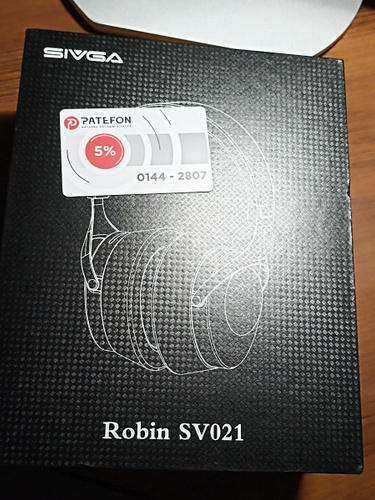 SIVGA
PATEFON
5%
0144 - 2807
Robin SV021